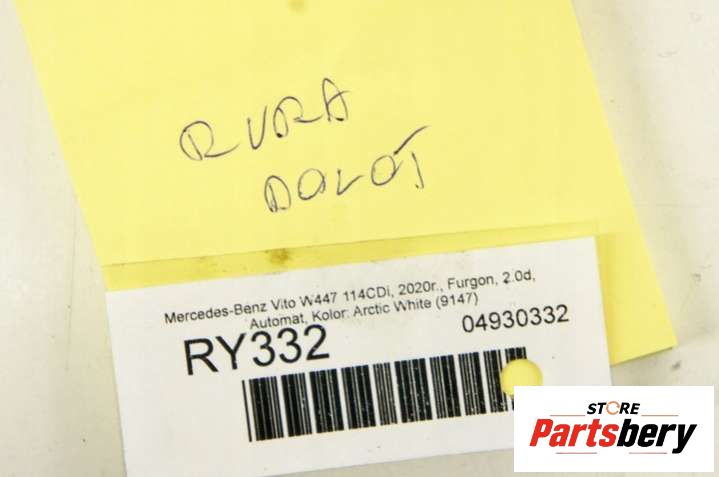 RURA
DOLOT
Mercedes-Benz Vito W447 114CDi, 2020r., Furgon, 2.0d,
Automat, Kolor: Arctic White (9147)
RY332
04930332
STORE
Partsbery